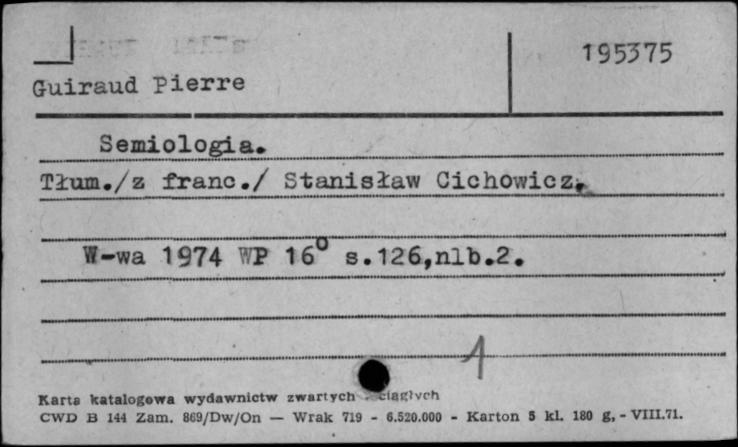 195375
Guiraud Pierre
Semiologia.
Tłum./z franc./ Stanisław Cichowicz.
W-wa 1974 WP 16° s.126,nlb.2.
1
Karta katalogowa wydawnictw zwartych ciągłych
CWD B 144 Zam. 869/Dw/On — Wrak 719 - 6.520.000 - Karton 5 kl. 180 g, - VIII.71.